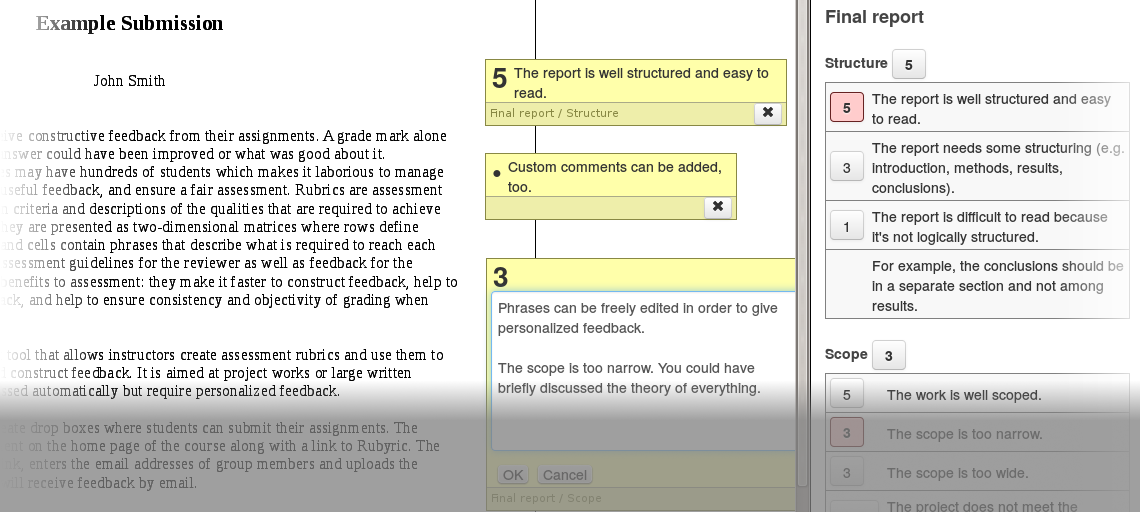 Example Submission
John Smith
constructive feedback from their assignments. A grade mark alone
answer could have been improved or what was good about it.
may have hundreds of students which makes it laborious to manage
useful feedback, and ensure a fair assessment. Rubrics are assessment
criteria and descriptions of the qualities that are required to achieve
they are presented as two-dimensional matrices where rows define
and cells contain phrases that describe what is required to reach each
assessment guidelines for the reviewer as well as feedback for the
benefits to assessment: they make it faster to construct feedback, help to
and help to ensure consistency and objectivity of grading when
tool that allows instructors create assessment rubrics and use them to
construct feedback. It is aimed at project works or large written
automatically but require personalized feedback.
drop boxes where students can submit their assignments. The
on the home page of the course along with a link to Rubyric. The
enters the email addresses of group members and uploads the
will receive feedback by email.
5 The report is well structured and easy to
read.
Final report / Structure ✖
• Custom comments can be added,
too.
✖
3
Phrases can be freely edited in order to give
personalized feedback.
The scope is too narrow. You could have
briefly discussed the theory of everything.
OK Cancel
Final report / Scope
Final report
Structure 5
5 The report is well structured and easy
to read.
3 The report needs some structuring (e.g.
introduction, methods, results,
conclusions).
1 The report is difficult to read because
it's not logically structured.
For example, the conclusions should be
in a separate section and not among
results.
Scope 3
5 The work is well scoped.
3 The scope is too narrow.
3 The scope is too wide.
The project does not meet the